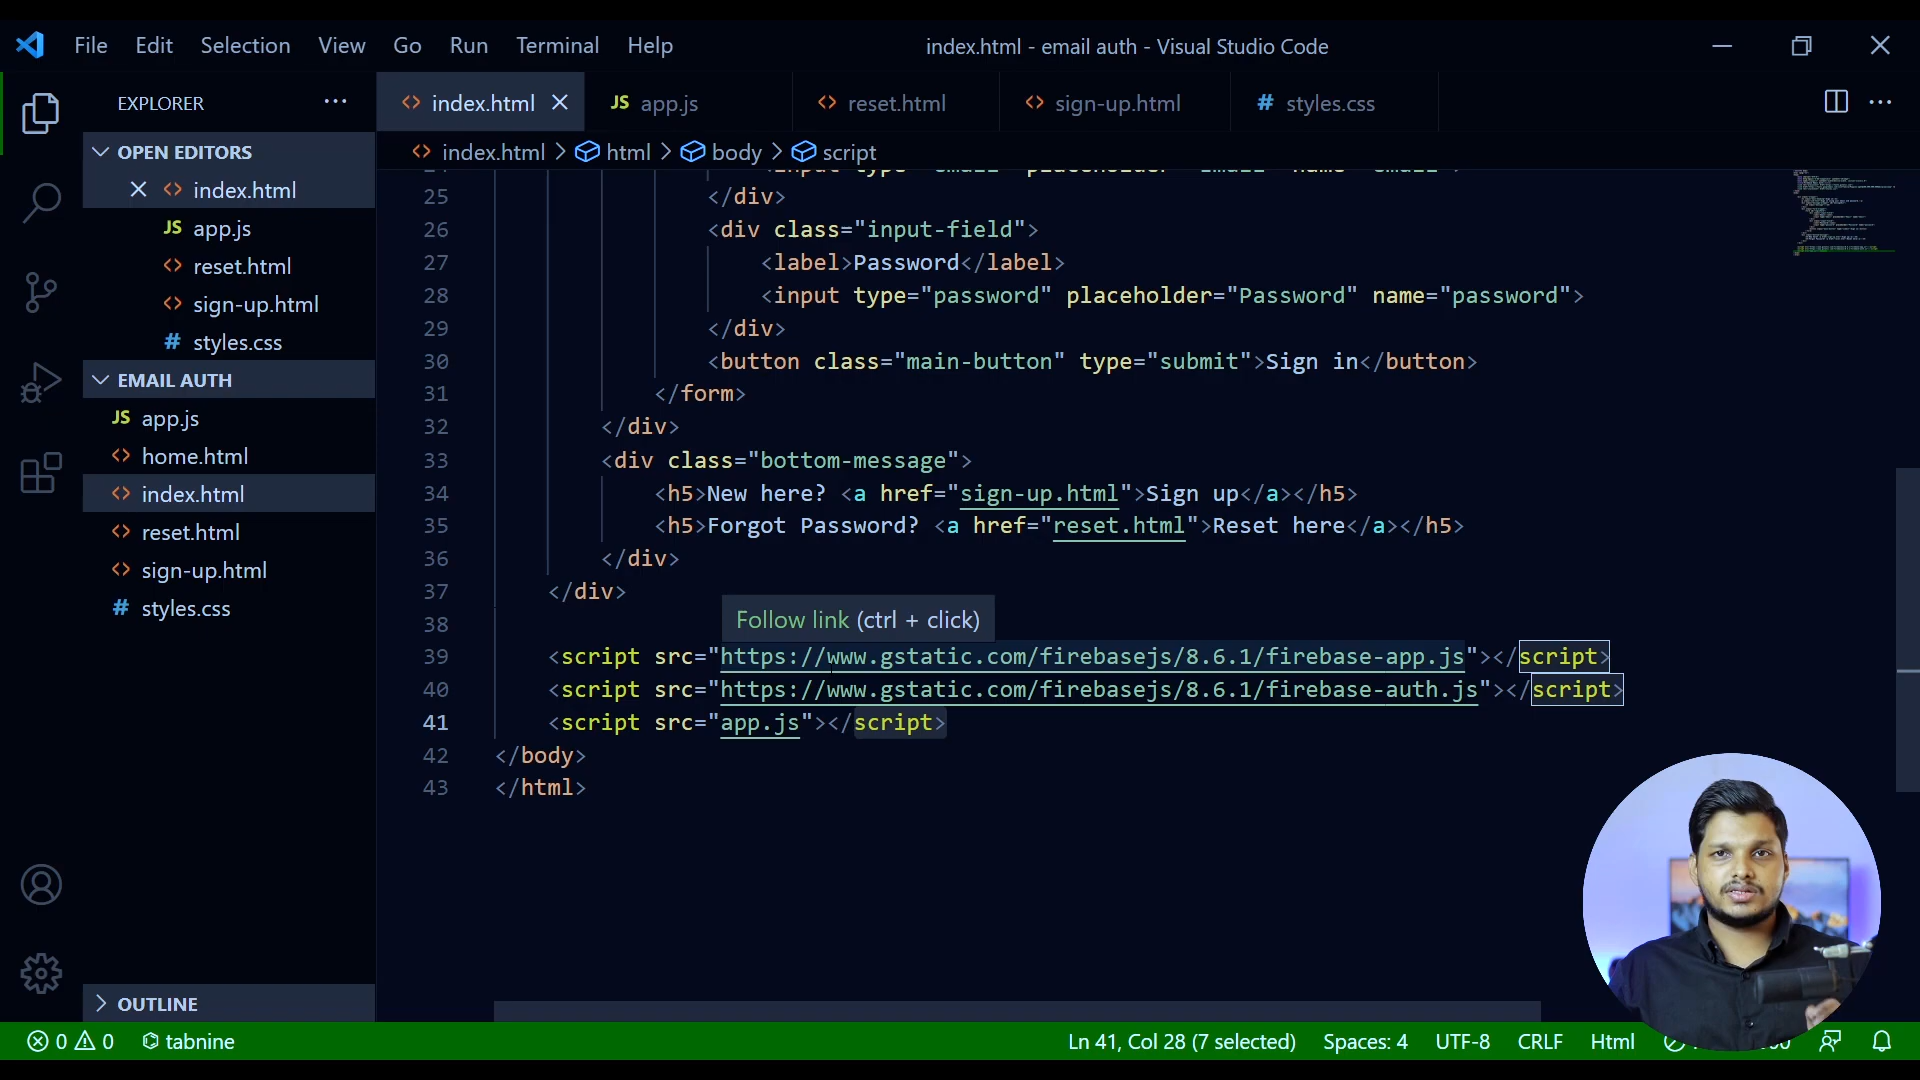 File Edit Selection View Go Run Terminal Help
index.html - email auth - Visual Studio Code
EXPLORER
index.html
app.js
reset.html
sign-up.html
styles.css
OPEN EDITORS
index.html
app.js
reset.html
sign-up.html
styles.css
EMAIL AUTH
app.js
home.html
index.html
reset.html
sign-up.html
styles.css
OUTLINE
index.html > html > body > script
25 </div>
26 <div class="input-field">
27 <label>Password</label>
28 <input type="password" placeholder="Password" name="password">
29 </div>
30 <button class="main-button" type="submit">Sign in</button>
31 </form>
32 </div>
33 <div class="bottom-message">
34 <h5>New here? <a href="sign-up.html">Sign up</a></h5>
35 <h5>Forgot Password? <a href="reset.html">Reset here</a></h5>
36 </div>
37 </div>
Follow link (ctrl + click)
38
39 <script src="https://www.gstatic.com/firebasejs/8.6.1/firebase-app.js"></script>
40 <script src="https://www.gstatic.com/firebasejs/8.6.1/firebase-auth.js"></script>
41 <script src="app.js"></script>
42 </body>
43 </html>
0 0 tabnine
Ln 41, Col 28 (7 selected) Spaces: 4 UTF-8 CRLF Html